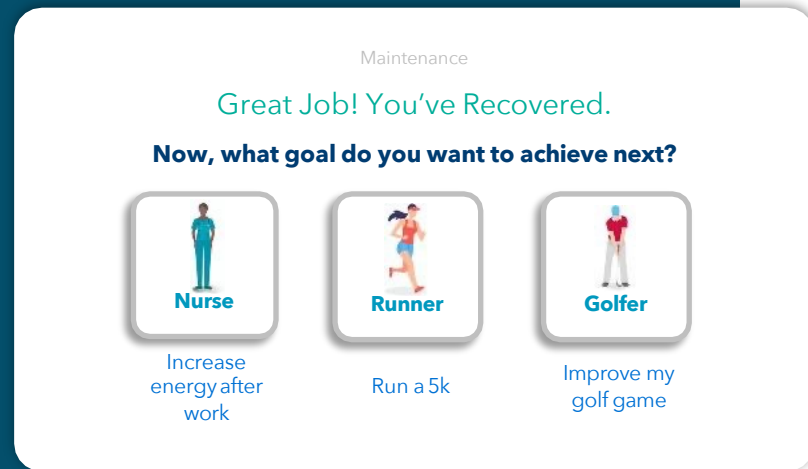 Maintenance
Great Job! You've Recovered.
Now, what goal do you want to achieve next?
Nurse
Runner
Golfer
Increase
energy after
work
Run a 5k
Improve my
golf game